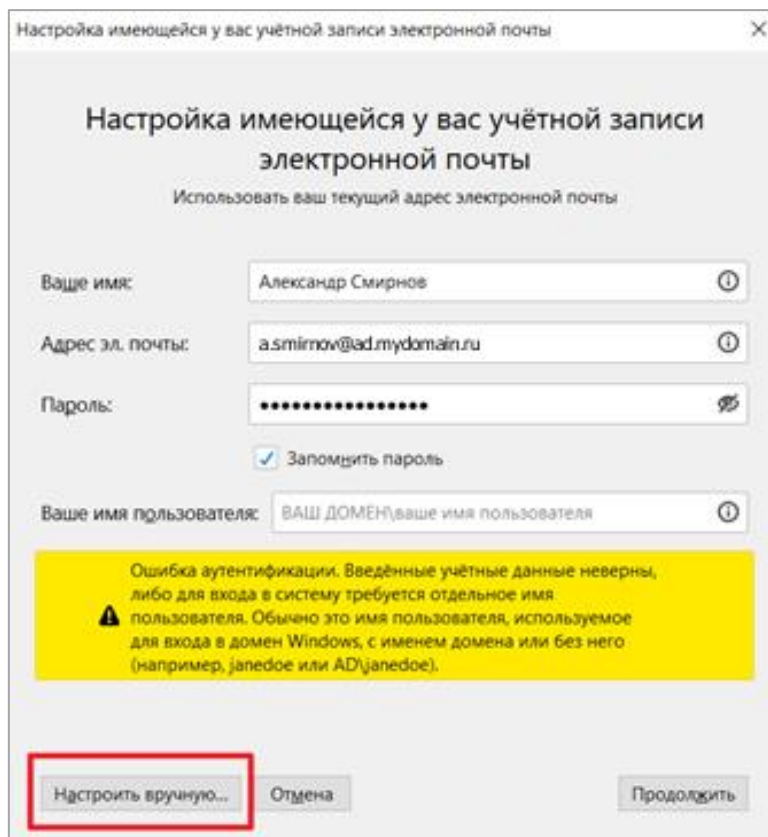 Настройка имеющейся у вас учётной записи электронной почты
Настройка имеющейся у вас учётной записи
электронной почты
Использовать ваш текущий адрес электронной почты
Ваше имя: Александр Смирнов
Адрес эл. почты: a.smirnov@ad.mydomain.ru
Пароль: ••••••••••••••••
Запомнить пароль
Ваше имя пользователя: ВАШ ДОМЕН\ваше имя пользователя
Ошибка аутентификации. Введённые учётные данные неверны,
либо для входа в систему требуется отдельное имя
пользователя. Обычно это имя пользователя, используемое
для входа в домен Windows, с именем домена или без него
(например, janedoe или AD\janedoe).
Настроить вручную... Отмена Продолжить